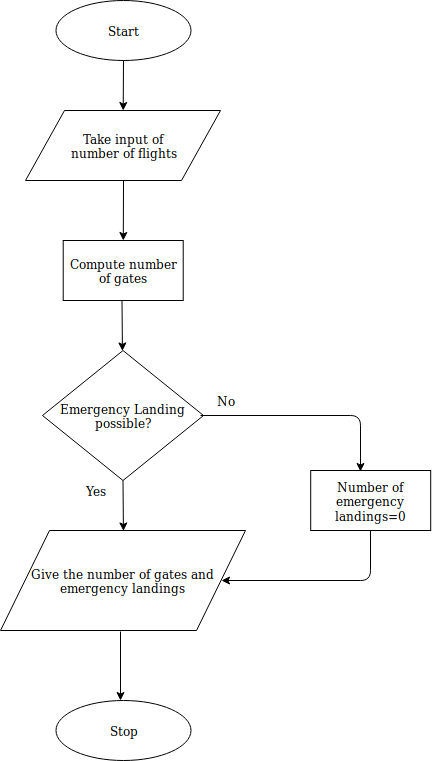 Start
Take input of
number of flights
Compute number
of gates
Emergency Landing
possible?
No
Yes
Number of
emergency
landings=0
Give the number of gates and
emergency landings
Stop